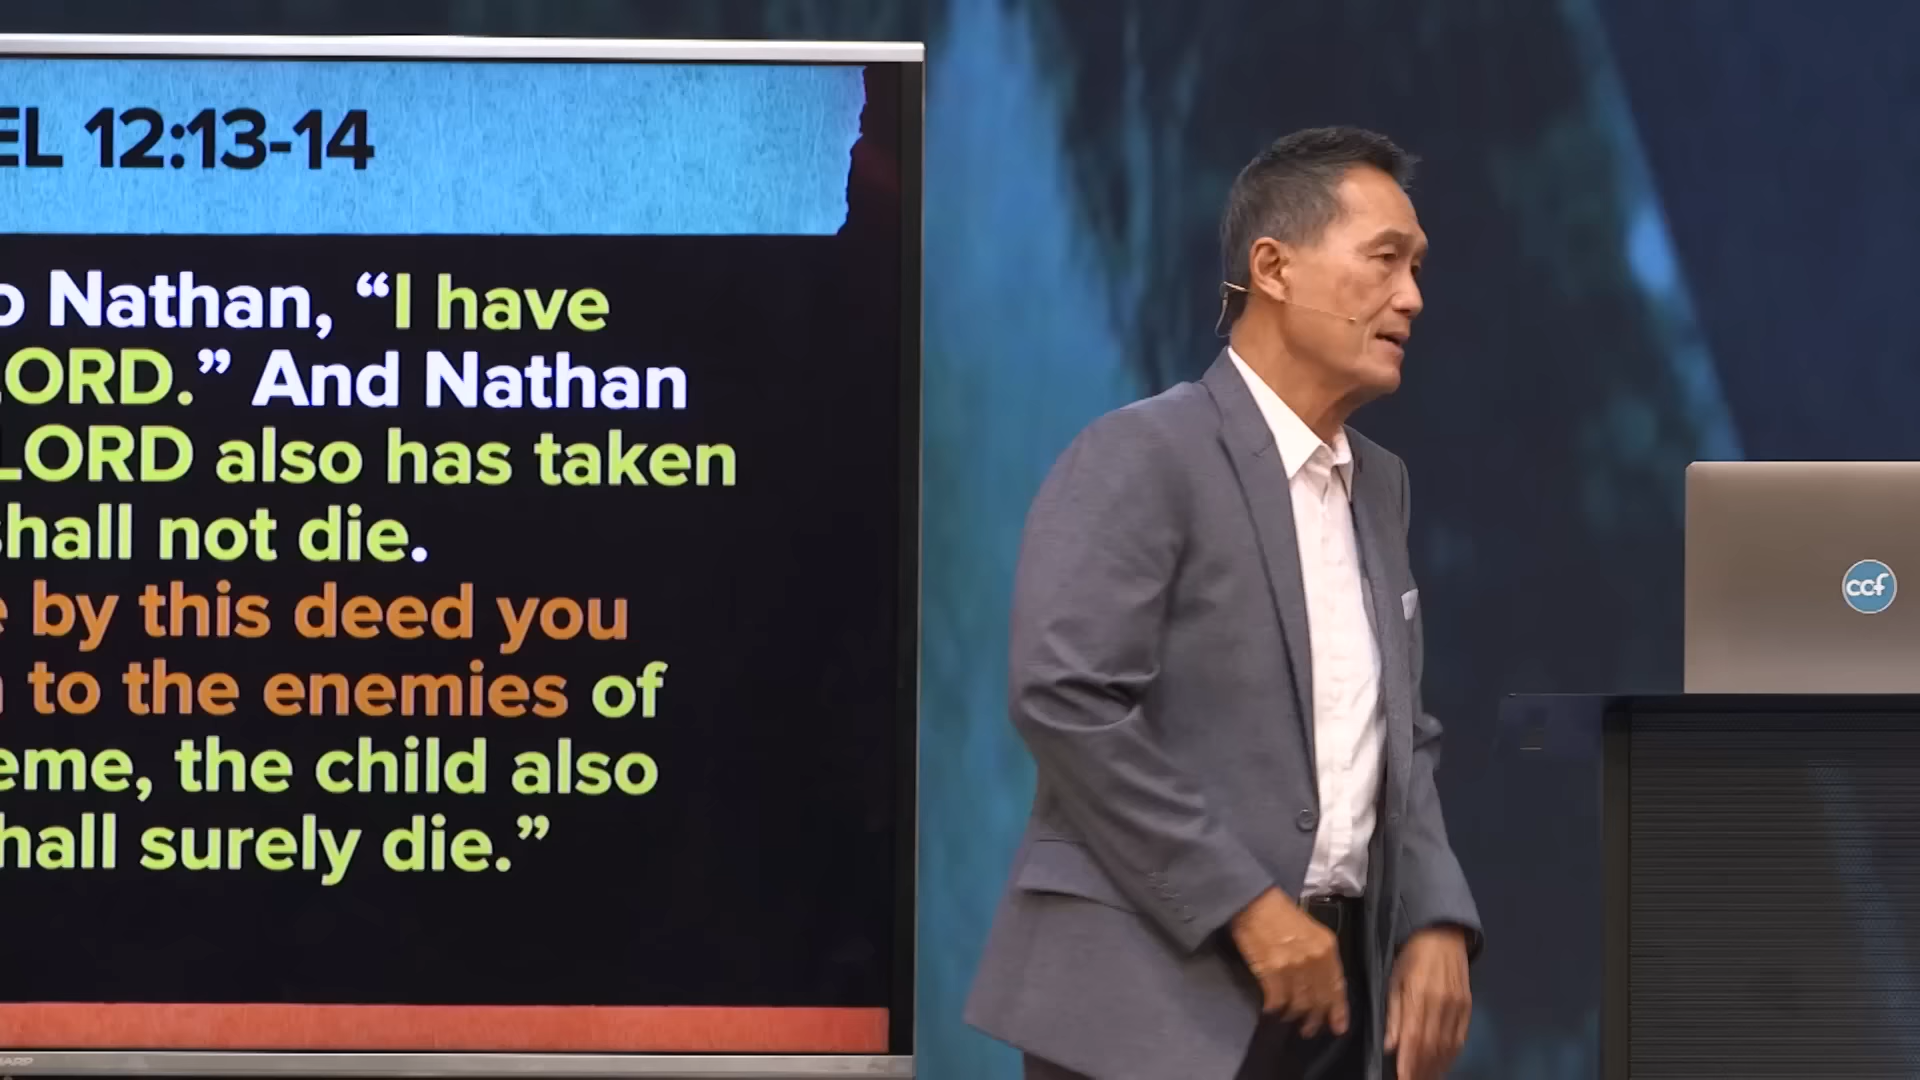 EL 12:13-14
o Nathan, “I have
LORD.” And Nathan
LORD also has taken
shall not die.
e by this deed you
to the enemies of
eme, the child also
hall surely die.”
ccf